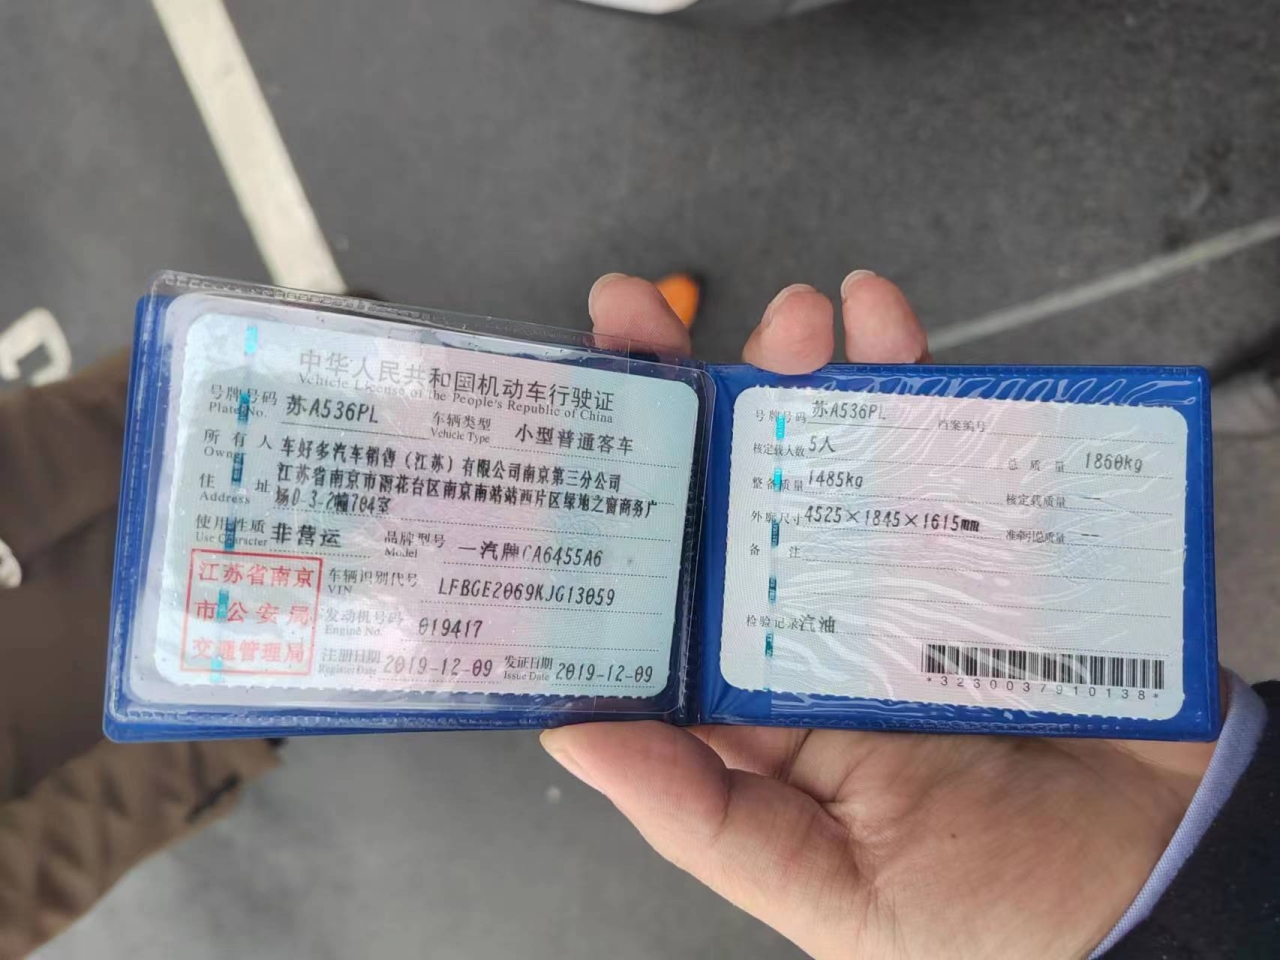 中华人民共和国机动车行驶证
Vehicle License of the People's Republic of China
号牌号码 苏A536PL 车辆类型 小型普通客车
Plate No. Vehicle Type
所有人 车好多汽车销售（江苏）有限公司南京第三分公司
Owner
住址 江苏省南京市雨花台区南京南站站西片区绿地之窗商务广
Address 场D-3-2幢704室
使用性质 非营运 品牌型号 一汽牌CA6455A6
Use Character Model
江苏省南京
市公安局
交通管理局
车辆识别代号 LFBGE2069KJG13059
VIN
发动机号码 019417
Engine No.
注册日期 2019-12-09 发证日期 2019-12-09
Register Date Issue Date
号牌号码 苏A536PL 档案编号
核定载人数 5人 总质量 1860kg
整备质量 1485kg 核定载质量 --
外廓尺寸 4525×1845×1615mm 准牵引总质量 --
备注
检验记录 汽油
*3230037910138*